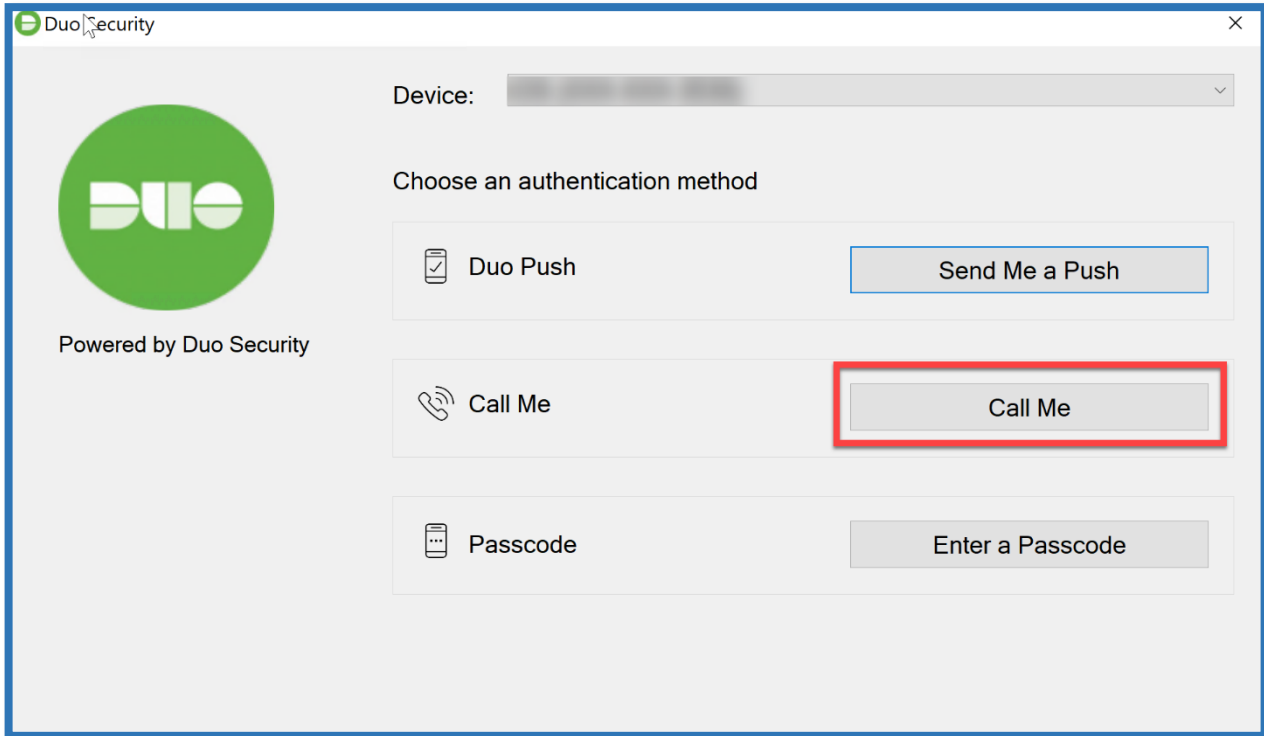 Duo Security
Device:
DUO
Choose an authentication method
Duo Push
Send Me a Push
Powered by Duo Security
Call Me
Call Me
Passcode
Enter a Passcode